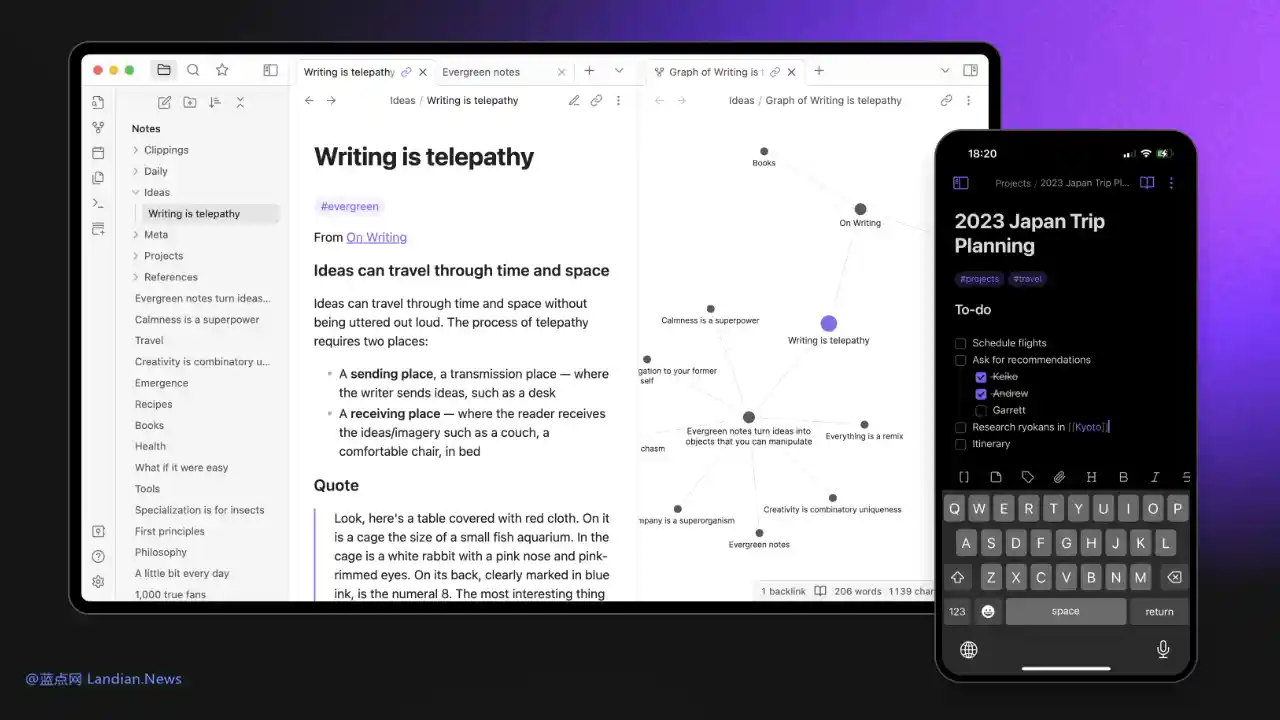 Writing is telepathy
Evergreen notes
Graph of Writing is t
Ideas / Writing is telepathy
Ideas / Graph of Writing is telepathy
Notes
Clippings
Daily
Ideas
Writing is telepathy
Meta
Projects
References
Evergreen notes turn ideas...
Calmness is a superpower
Travel
Creativity is combinatory u...
Emergence
Recipes
Books
Health
What if it were easy
Tools
Specialization is for insects
First principles
Philosophy
A little bit every day
1,000 true fans
Writing is telepathy
#evergreen
From On Writing
Ideas can travel through time and space
Ideas can travel through time and space without
being uttered out loud. The process of telepathy
requires two places:
• A sending place, a transmission place — where
the writer sends ideas, such as a desk
• A receiving place — where the reader receives
the ideas/imagery such as a couch, a
comfortable chair, in bed
Quote
Look, here's a table covered with red cloth. On it
is a cage the size of a small fish aquarium. In the
cage is a white rabbit with a pink nose and pink-
rimmed eyes. On its back, clearly marked in blue
ink, is the numeral 8. The most interesting thing
Books
On Writing
Calmness is a superpower
Writing is telepathy
gation to your former
self
Evergreen notes turn ideas into
objects that you can manipulate
Everything is a remix
chasm
Creativity is combinatory uniqueness
mpany is a superorganism
Evergreen notes
1 backlink 206 words 1139 char
18:20
Projects / 2023 Japan Trip Pl...
2023 Japan Trip
Planning
#projects #travel
To-do
Schedule flights
Ask for recommendations
Keiko
Andrew
Garrett
Research ryokans in [[Kyoto]]
Itinerary
H B I S
Q W E R T Y U I O P
A S D F G H J K L
Z X C V B N M
123 space return
@蓝点网 Landian.News